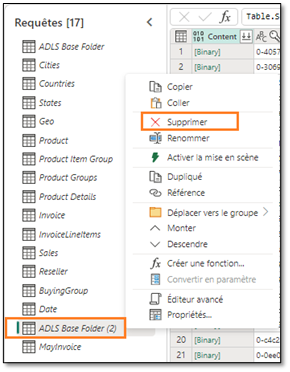 Requêtes [17]
ADLS Base Folder
Cities
Countries
States
Geo
Product
Product Item Group
Product Groups
Product Details
Invoice
InvoiceLineItems
Sales
Reseller
BuyingGroup
Date
ADLS Base Folder (2)
MayInvoice
fx Table.S
Content
1 [Binary] 0-4057
2 [Binary] 0-3069
Copier
Coller
Supprimer
Renommer
Activer la mise en scène
Dupliqué
Référence
Déplacer vers le groupe
Monter
Descendre
Créer une fonction...
Convertir en paramètre
Éditeur avancé
Propriétés...
20 [Binary] 0-c4c2
21 [Binary] 0-0ee0